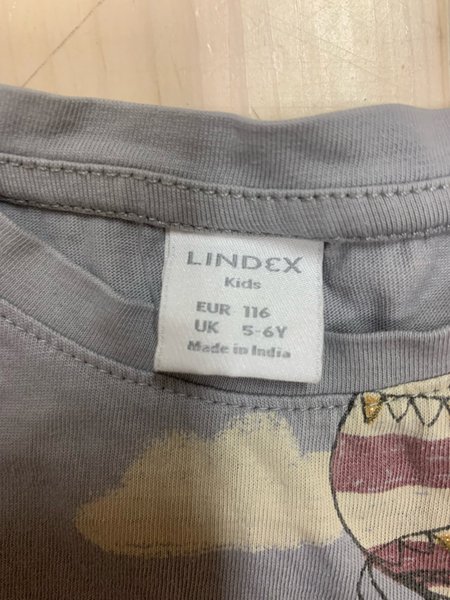 LINDEX
Kids
EUR 116
UK 5-6Y
Made in India